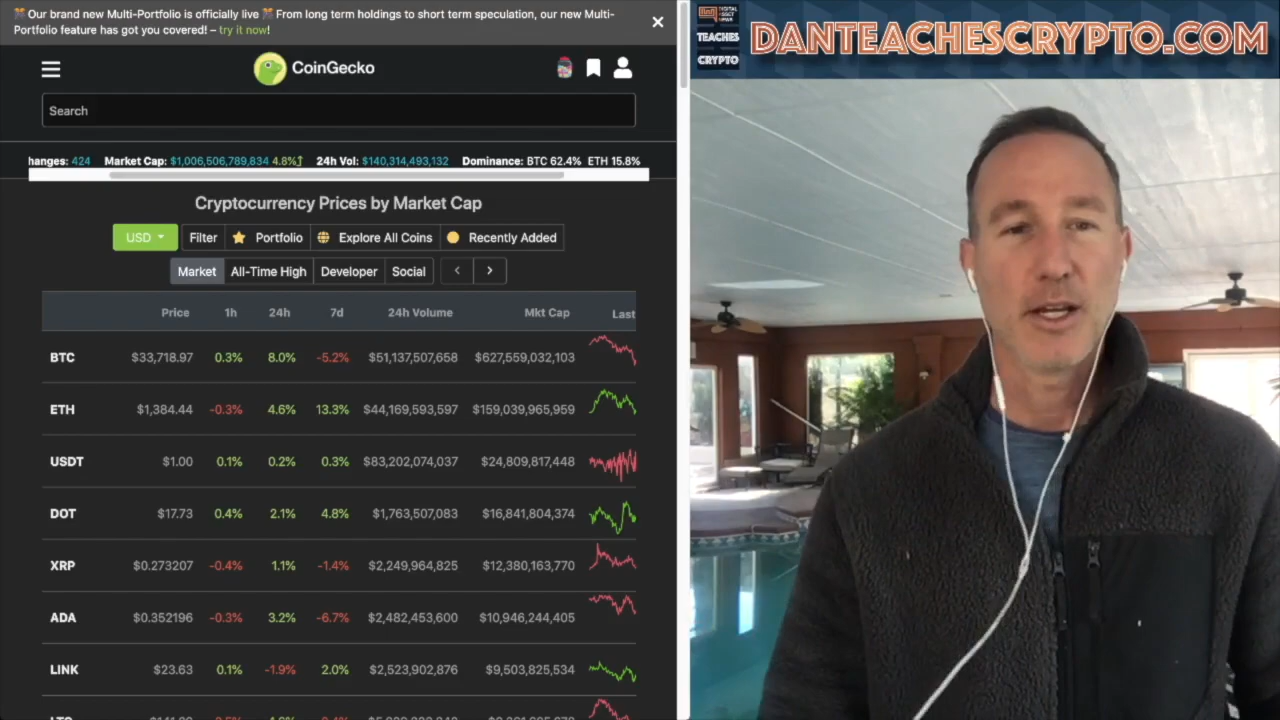 Our brand new Multi-Portfolio is officially live 🎊 From long term holdings to short term speculation, our new Multi-
Portfolio feature has got you covered! – try it now!
CoinGecko
Search
hanges: 424 Market Cap: $1,006,506,789,834 4.8% 24h Vol: $140,314,493,132 Dominance: BTC 62.4% ETH 15.8%
Cryptocurrency Prices by Market Cap
USD Filter Portfolio Explore All Coins Recently Added
Market All-Time High Developer Social < >
Price 1h 24h 7d 24h Volume Mkt Cap Last
BTC $33,718.97 0.3% 8.0% -5.2% $51,137,507,658 $627,559,032,103
ETH $1,384.44 -0.3% 4.6% 13.3% $44,169,593,597 $159,039,965,959
USDT $1.00 0.1% 0.2% 0.3% $83,202,074,037 $24,809,817,448
DOT $17.73 0.4% 2.1% 4.8% $1,763,507,083 $16,841,804,374
XRP $0.273207 -0.4% 1.1% -1.4% $2,249,964,825 $12,380,163,770
ADA $0.352196 -0.3% 3.2% -6.7% $2,482,453,600 $10,946,244,405
LINK $23.63 0.1% -1.9% 2.0% $2,523,902,876 $9,503,825,534
DIGITAL
ASSET
NEWS
TEACHES
CRYPTO
DANTEACHESCRYPTO.COM